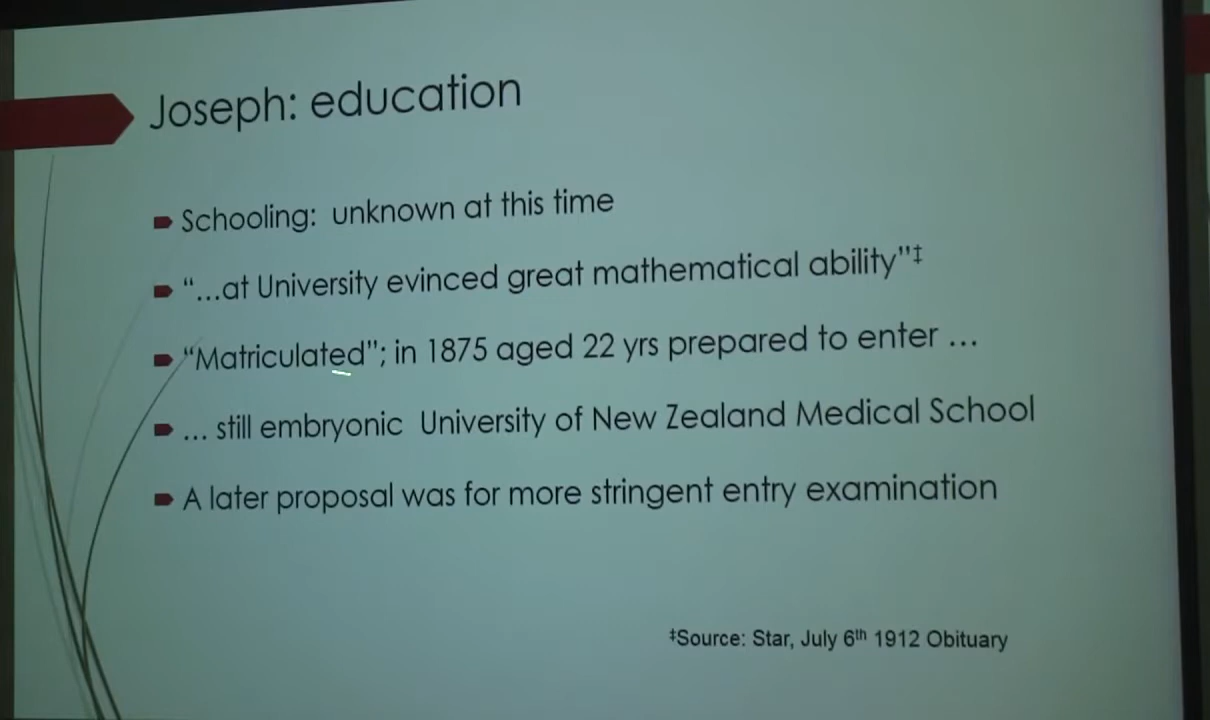 Joseph: education
Schooling: unknown at this time
“...at University evinced great mathematical ability”‡
“Matriculated”; in 1875 aged 22 yrs prepared to enter ...
... still embryonic University of New Zealand Medical School
A later proposal was for more stringent entry examination
‡Source: Star, July 6th 1912 Obituary